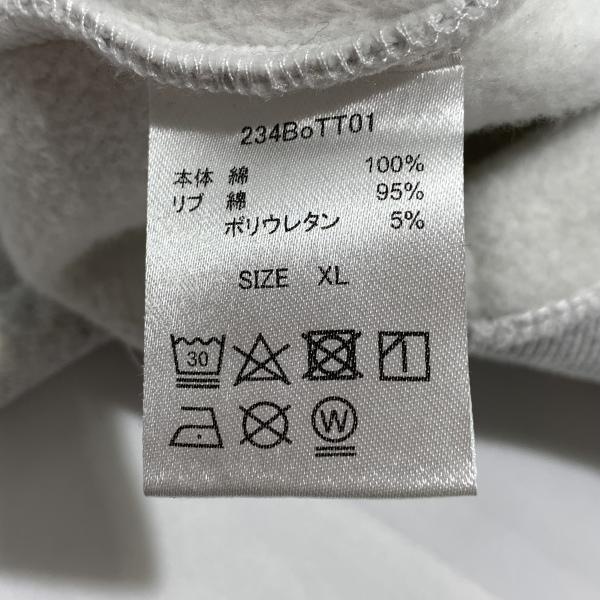 234BoTT01
本体 綿 100%
リブ 綿 95%
ポリウレタン 5%
SIZE XL
30
W